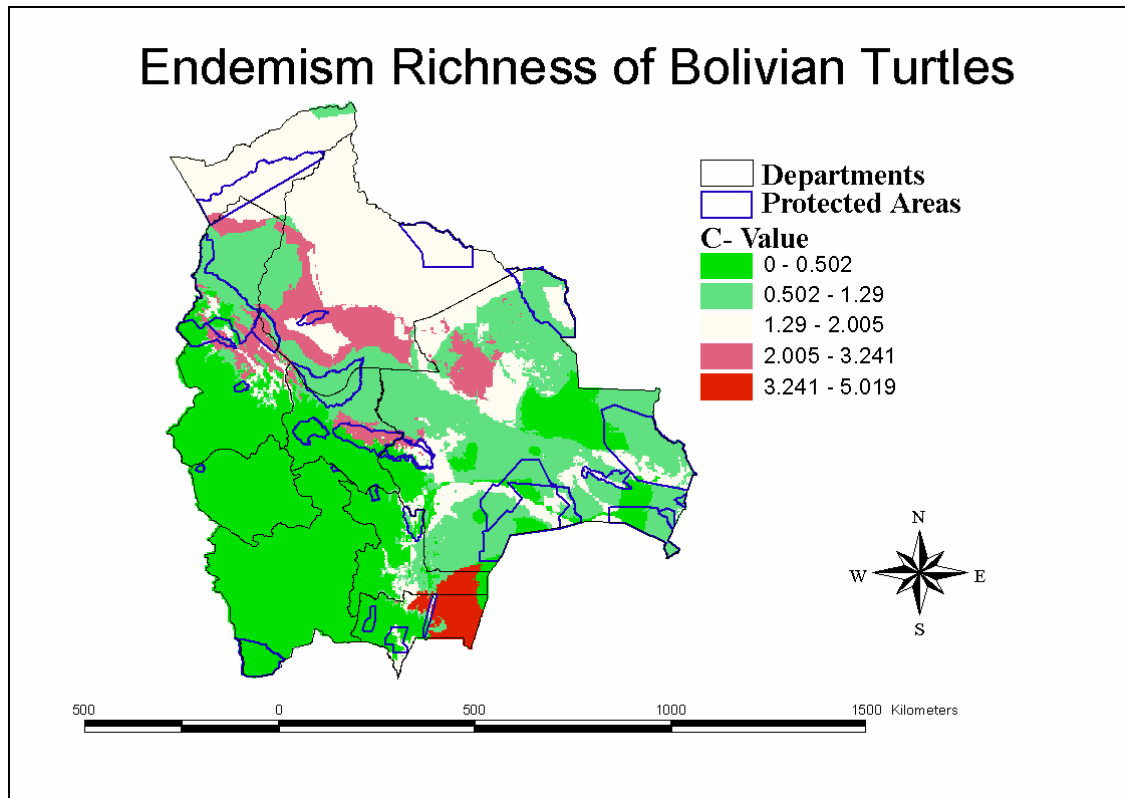 Endemism Richness of Bolivian Turtles
Departments
Protected Areas
C- Value
0 - 0.502
0.502 - 1.29
1.29 - 2.005
2.005 - 3.241
3.241 - 5.019
N
W E
S
500 0 500 1000 1500 Kilometers